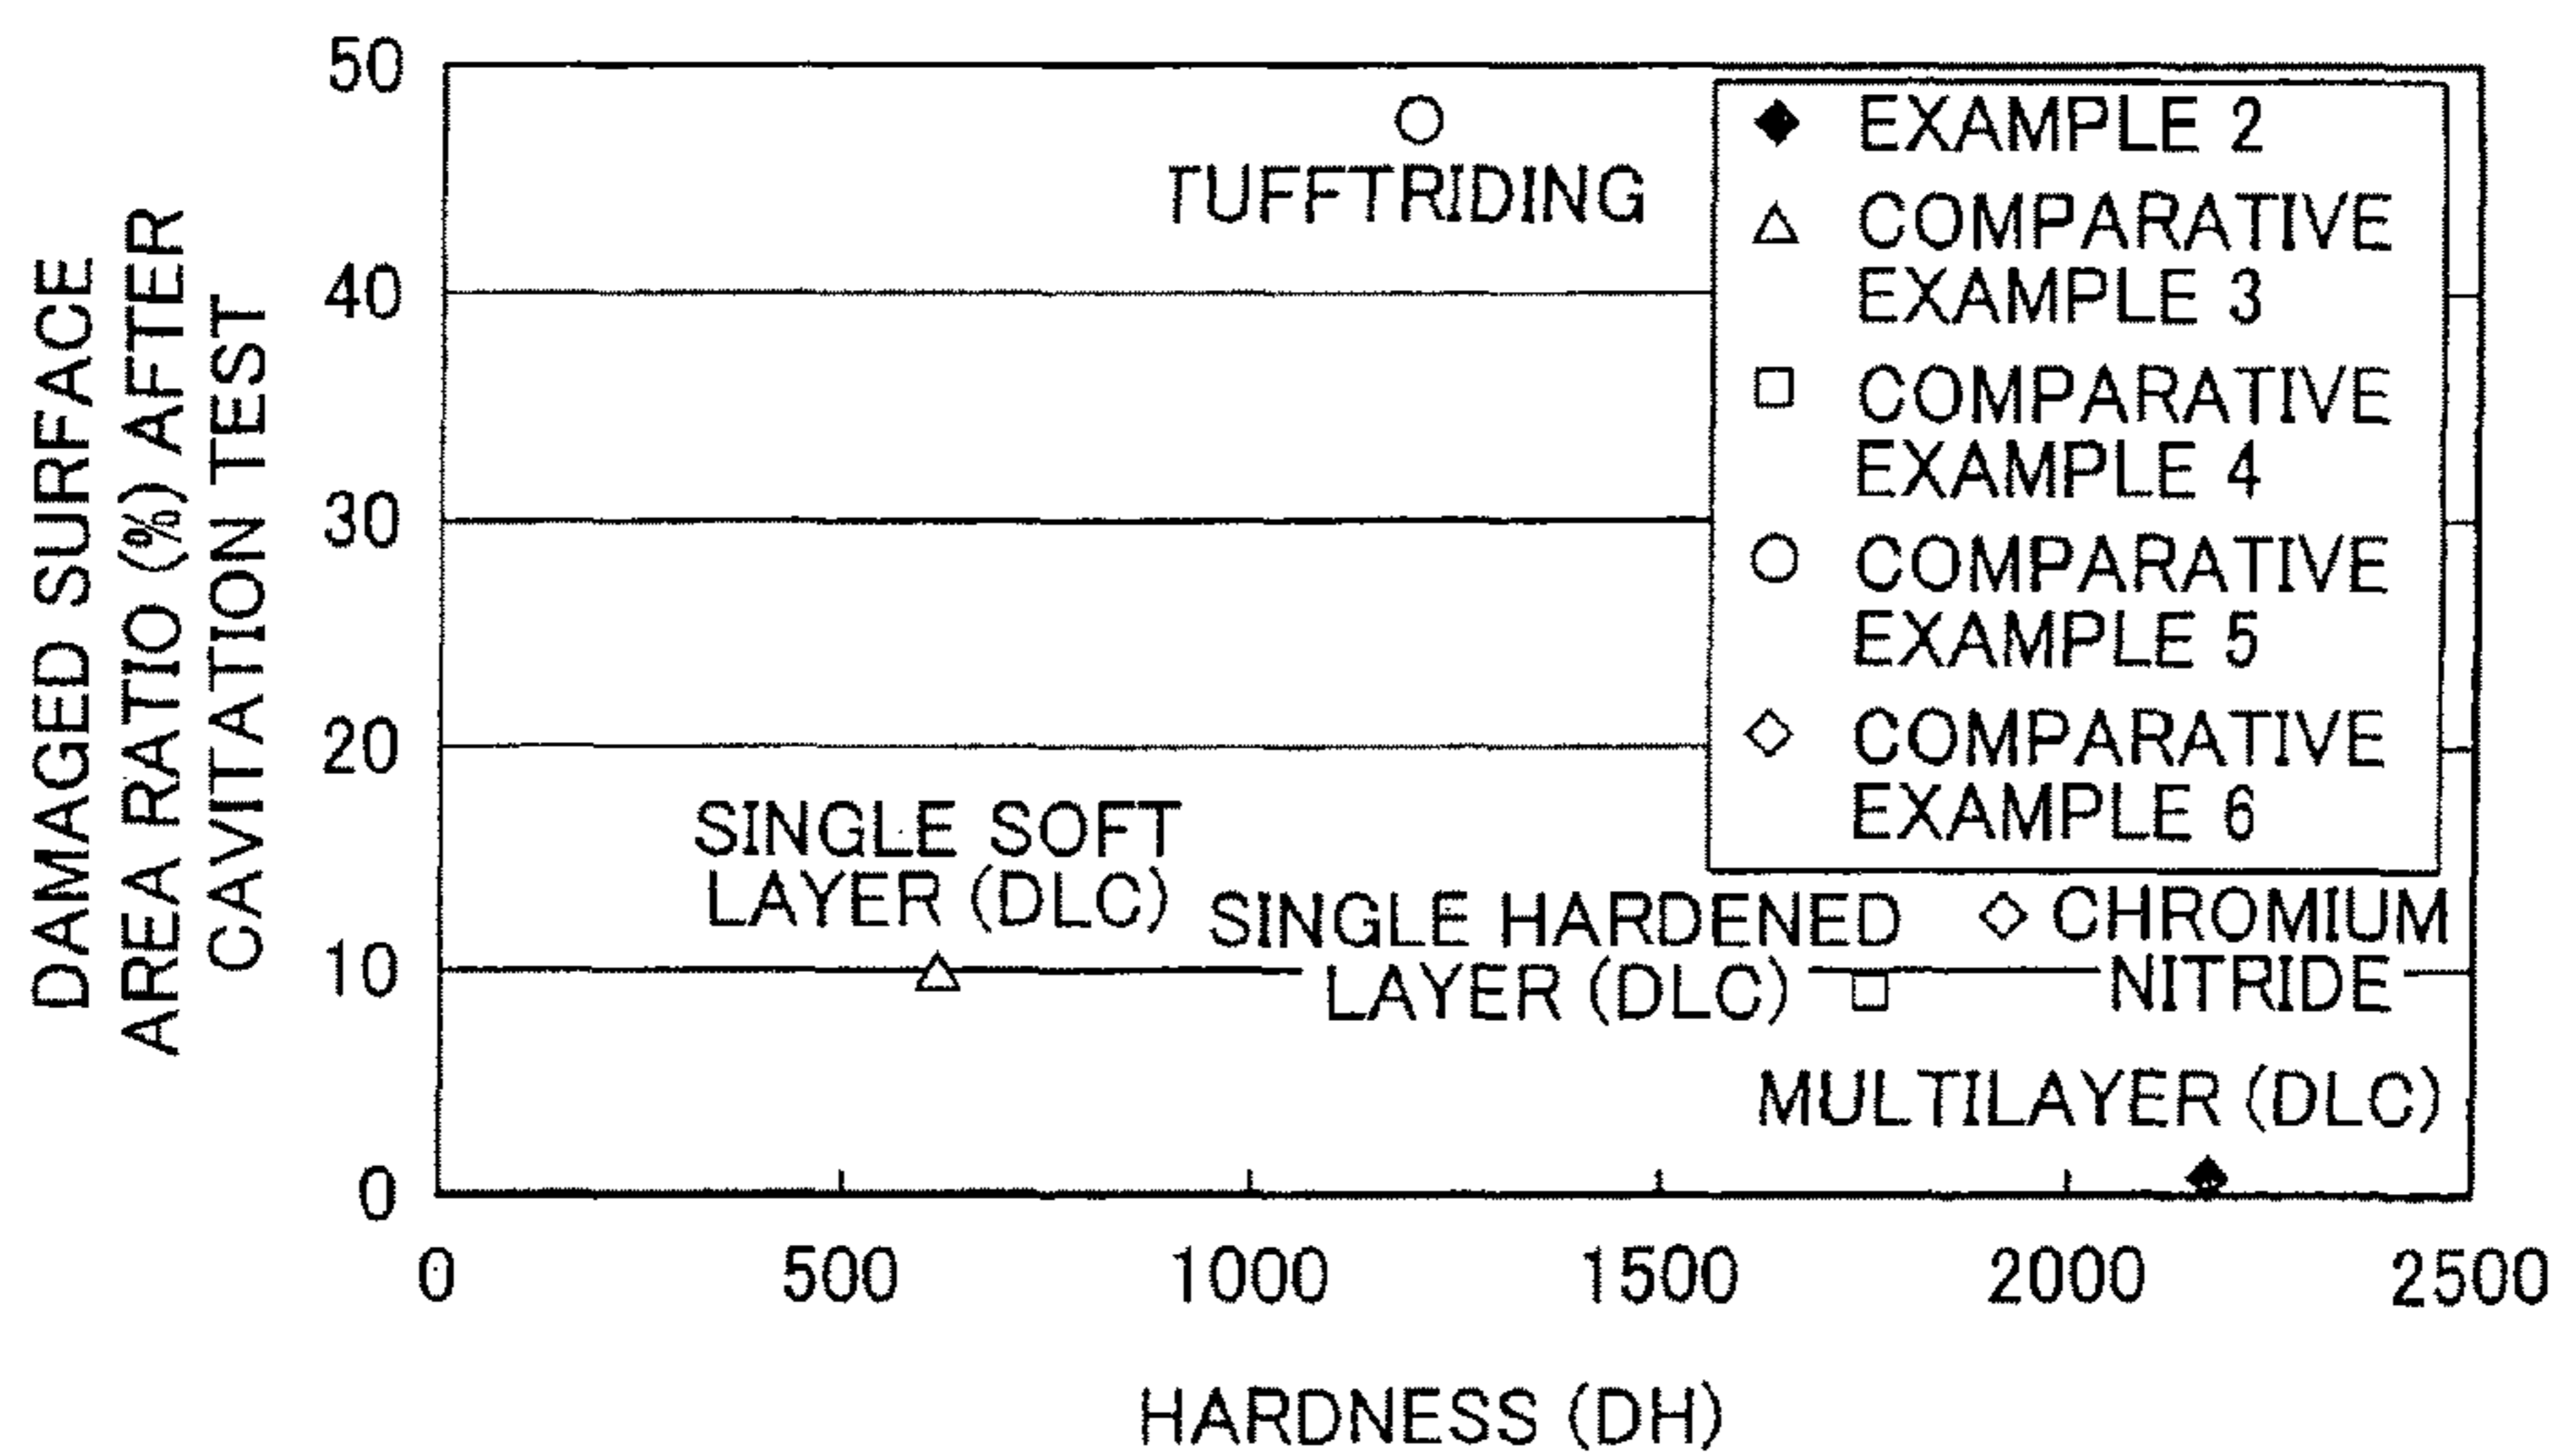 DAMAGED SURFACE
AREA RATIO (%) AFTER
CAVITATION TEST
50
40
30
20
10
0
TUFFTRIDING
SINGLE SOFT
LAYER (DLC)
SINGLE HARDENED
LAYER (DLC)
CHROMIUM
NITRIDE
MULTILAYER (DLC)
EXAMPLE 2
COMPARATIVE
EXAMPLE 3
COMPARATIVE
EXAMPLE 4
COMPARATIVE
EXAMPLE 5
COMPARATIVE
EXAMPLE 6
0 500 1000 1500 2000 2500
HARDNESS (DH)